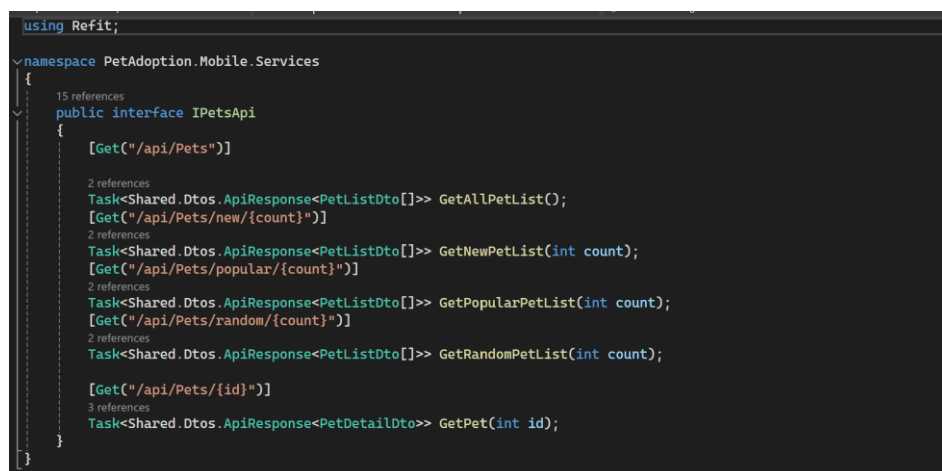 using Refit;
namespace PetAdoption.Mobile.Services
{
15 references
public interface IPetsApi
{
[Get("/api/Pets")]
2 references
Task<Shared.Dtos.ApiResponse<PetListDto[]>> GetAllPetList();
[Get("/api/Pets/new/{count}")]
2 references
Task<Shared.Dtos.ApiResponse<PetListDto[]>> GetNewPetList(int count);
[Get("/api/Pets/popular/{count}")]
2 references
Task<Shared.Dtos.ApiResponse<PetListDto[]>> GetPopularPetList(int count);
[Get("/api/Pets/random/{count}")]
2 references
Task<Shared.Dtos.ApiResponse<PetListDto[]>> GetRandomPetList(int count);
[Get("/api/Pets/{id}")]
3 references
Task<Shared.Dtos.ApiResponse<PetDetailDto>> GetPet(int id);
}
}